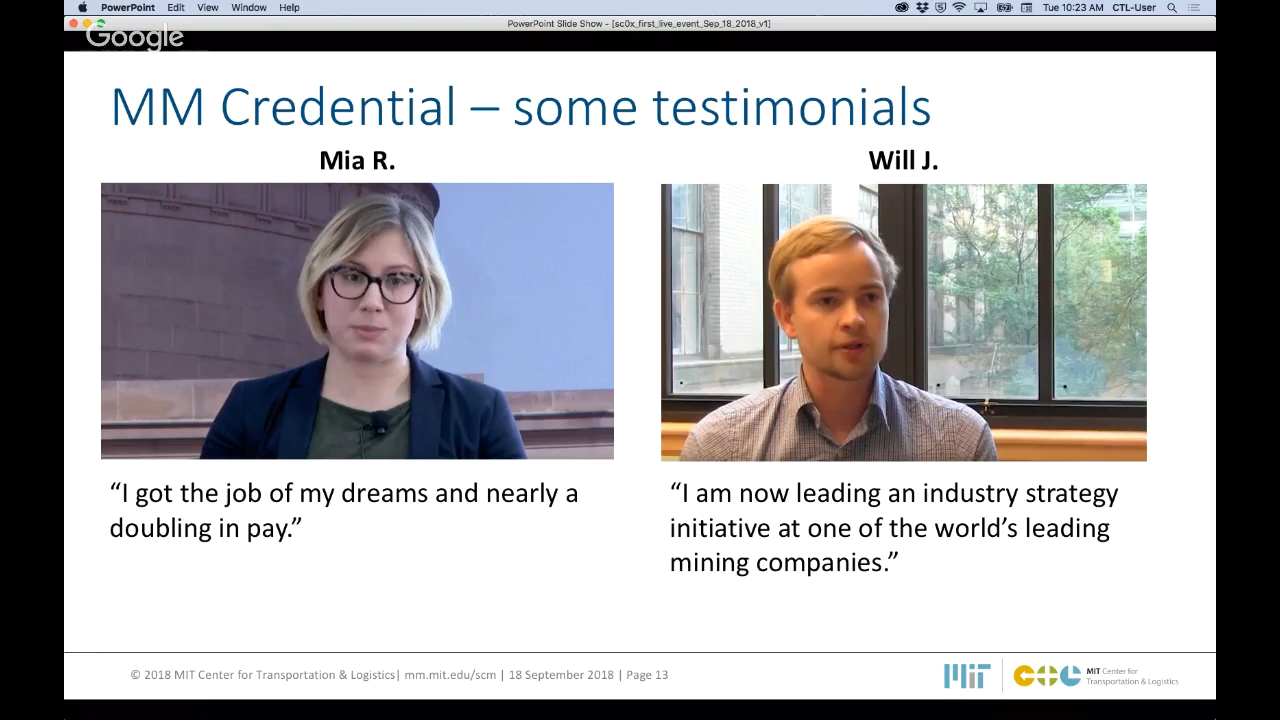 PowerPoint Edit View Window Help Tue 10:23 AM CTL-User
PowerPoint Slide Show - [sc0x_first_live_event_Sep_18_2018_v1]
Google
MM Credential – some testimonials
Mia R. Will J.
“I got the job of my dreams and nearly a
doubling in pay.”
“I am now leading an industry strategy
initiative at one of the world’s leading
mining companies.”
© 2018 MIT Center for Transportation & Logistics| mm.mit.edu/scm | 18 September 2018 | Page 13
MIT
CTL
MIT Center for
Transportation & Logistics